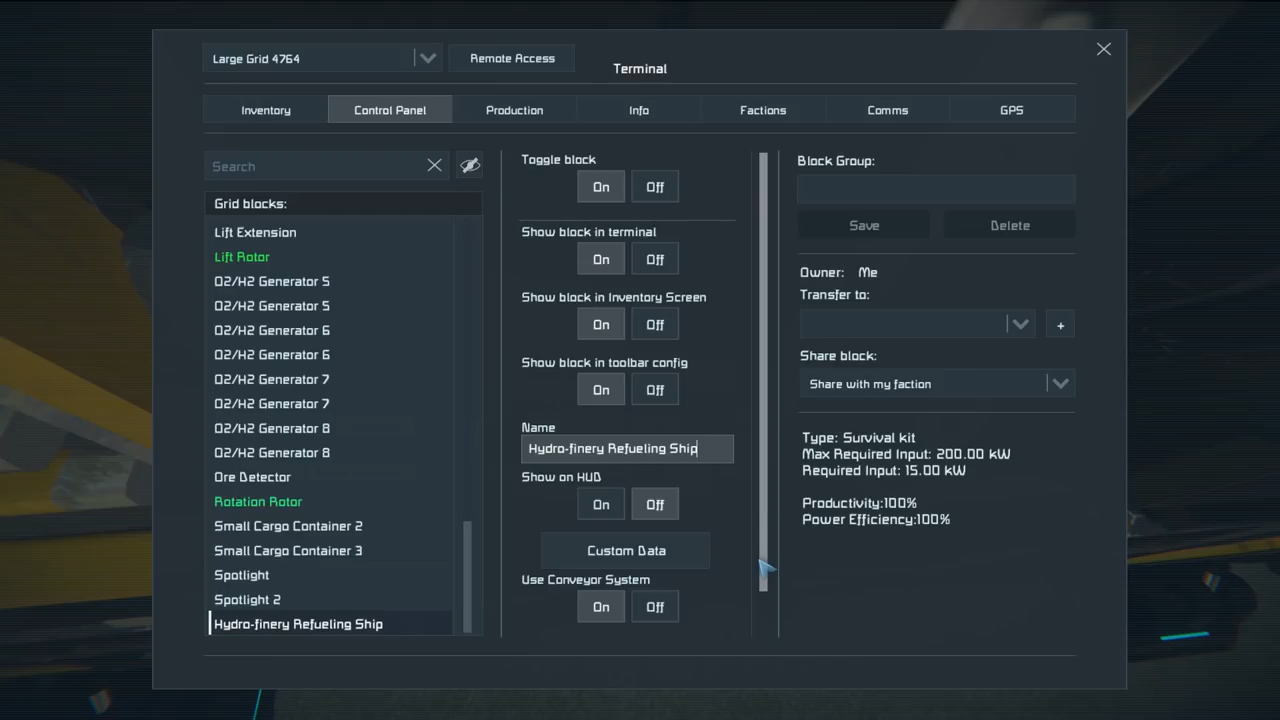 Large Grid 4764
Remote Access
Terminal
Inventory
Control Panel
Production
Info
Factions
Comms
GPS
Search
Grid blocks:
Lift Extension
Lift Rotor
O2/H2 Generator 5
O2/H2 Generator 5
O2/H2 Generator 6
O2/H2 Generator 6
O2/H2 Generator 7
O2/H2 Generator 7
O2/H2 Generator 8
O2/H2 Generator 8
Ore Detector
Rotation Rotor
Small Cargo Container 2
Small Cargo Container 3
Spotlight
Spotlight 2
Hydro-finery Refueling Ship
Toggle block
On Off
Show block in terminal
On Off
Show block in Inventory Screen
On Off
Show block in toolbar config
On Off
Name
Hydro-finery Refueling Ship
Show on HUD
On Off
Custom Data
Use Conveyor System
On Off
Block Group:
Save Delete
Owner: Me
Transfer to:
+
Share block:
Share with my faction
Type: Survival kit
Max Required Input: 200.00 kW
Required Input: 15.00 kW
Productivity:100%
Power Efficiency:100%